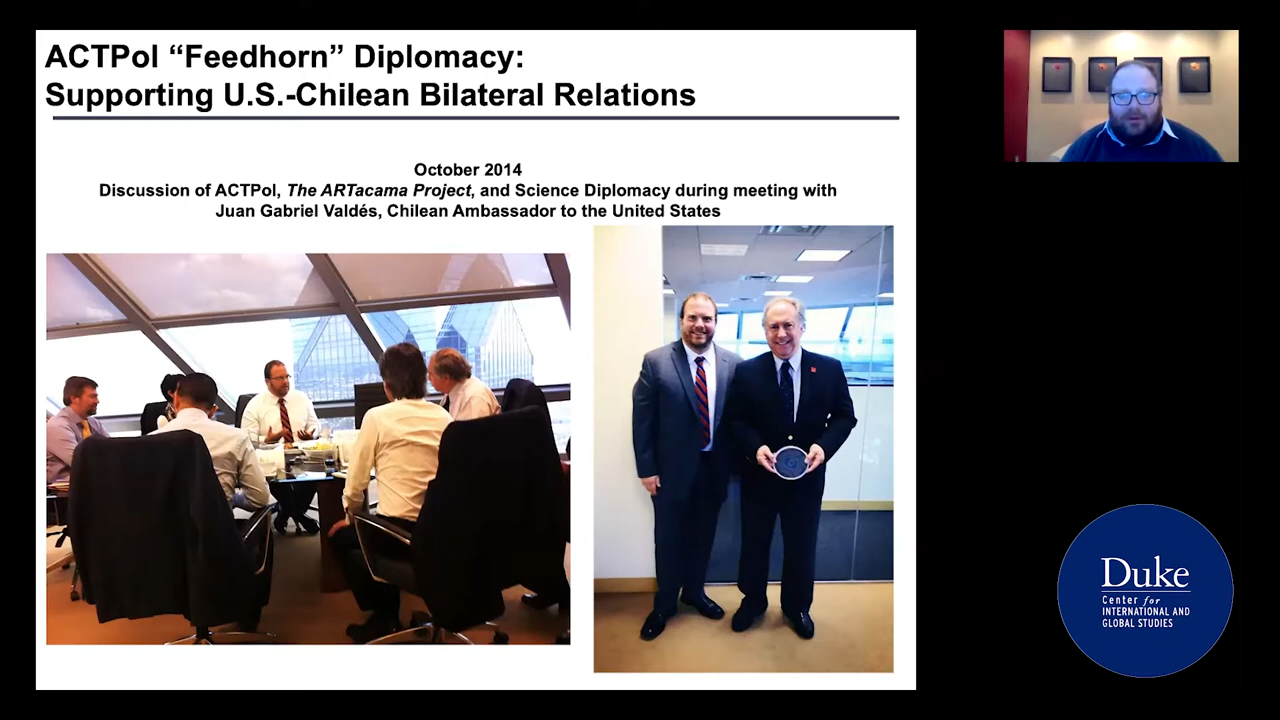 ACTPol “Feedhorn” Diplomacy:
Supporting U.S.-Chilean Bilateral Relations
October 2014
Discussion of ACTPol, The ARTacama Project, and Science Diplomacy during meeting with
Juan Gabriel Valdés, Chilean Ambassador to the United States
Duke
Center for
INTERNATIONAL AND
GLOBAL STUDIES